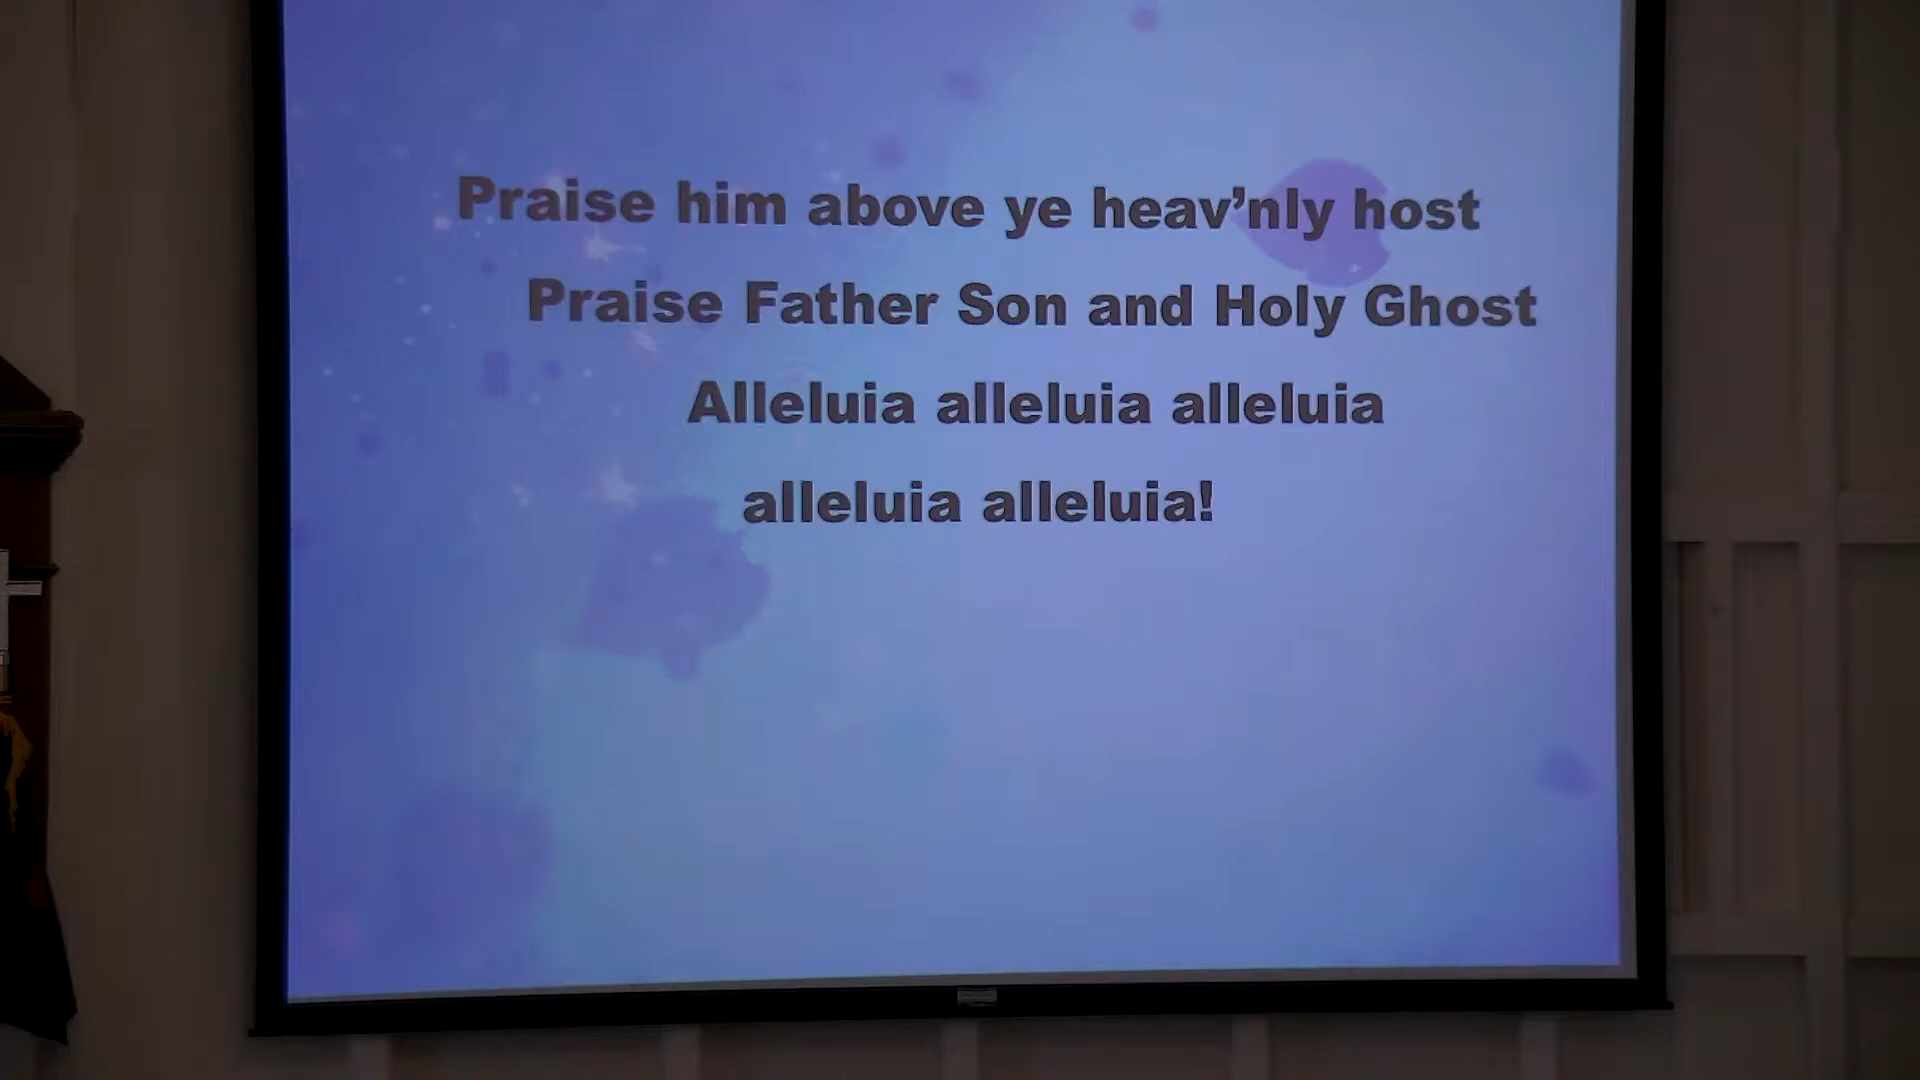 Praise him above ye heav’nly host
Praise Father Son and Holy Ghost
Alleluia alleluia alleluia
alleluia alleluia!